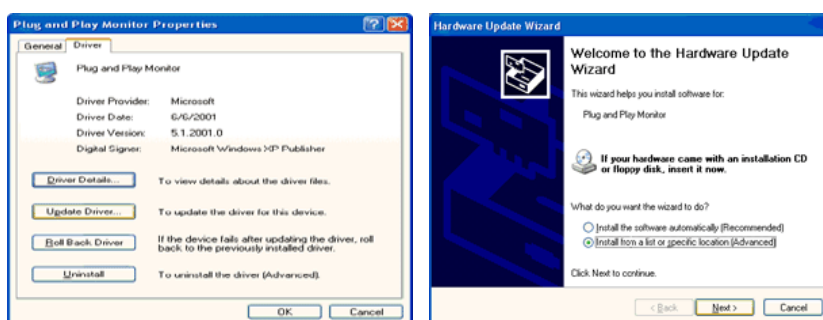 Plug and Play Monitor Properties
General Driver
Plug and Play Monitor
Driver Provider: Microsoft
Driver Date: 6/6/2001
Driver Version: 5.1.2001.0
Digital Signer: Microsoft Windows XP Publisher
Driver Details... To view details about the driver files.
Update Driver... To update the driver for this device.
Roll Back Driver If the device fails after updating the driver, roll
back to the previously installed driver.
Uninstall To uninstall the driver (Advanced).
OK Cancel
Hardware Update Wizard
Welcome to the Hardware Update
Wizard
This wizard helps you install software for:
Plug and Play Monitor
If your hardware came with an installation CD
or floppy disk, insert it now.
What do you want the wizard to do?
Install the software automatically (Recommended)
Install from a list or specific location (Advanced)
Click Next to continue.
< Back Next > Cancel